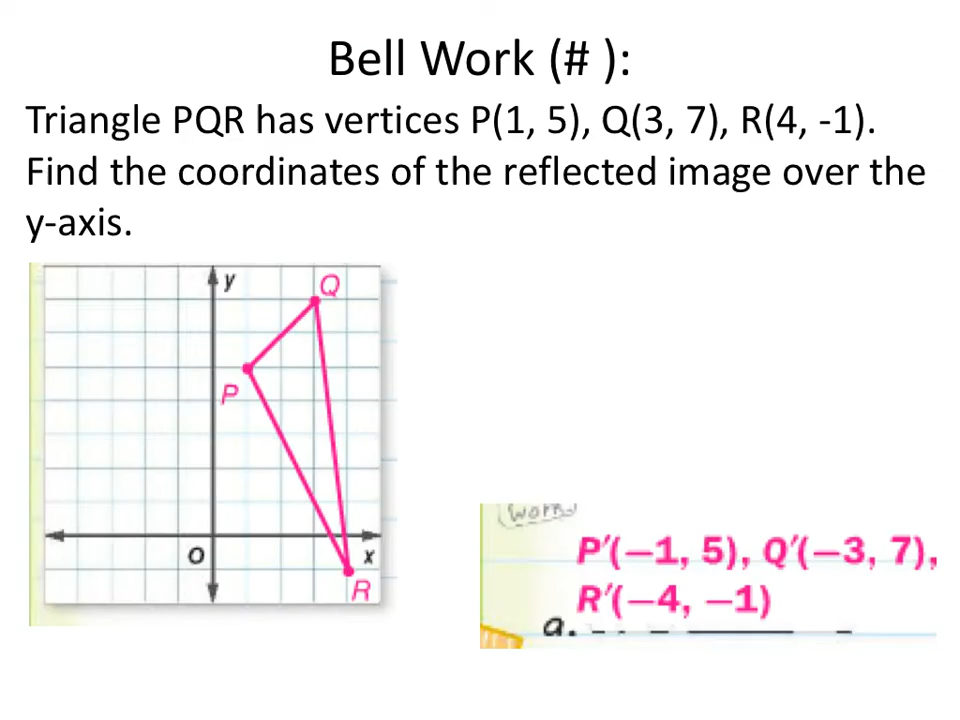 Bell Work (# ):
Triangle PQR has vertices P(1, 5), Q(3, 7), R(4, -1).
Find the coordinates of the reflected image over the
y-axis.
y
Q
P
O
x
R
Work
P′(−1, 5), Q′(−3, 7),
R′(−4, −1)
a.